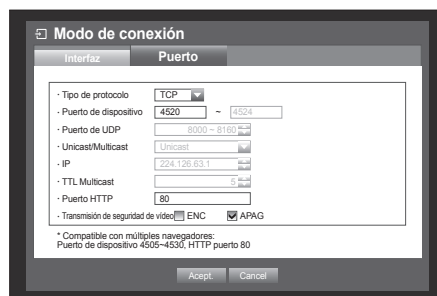 Modo de conexión
Interfaz Puerto
· Tipo de protocolo TCP
· Puerto de dispositivo 4520 ~ 4524
· Puerto de UDP 8000 ~ 8160
· Unicast/Multicast Unicast
· IP 224.126.63.1
· TTL Multicast 5
· Puerto HTTP 80
· Transmisión de seguridad de vídeo ENC APAG
* Compatible con múltiples navegadores:
Puerto de dispositivo 4505~4530, HTTP puerto 80
Acept. Cancel